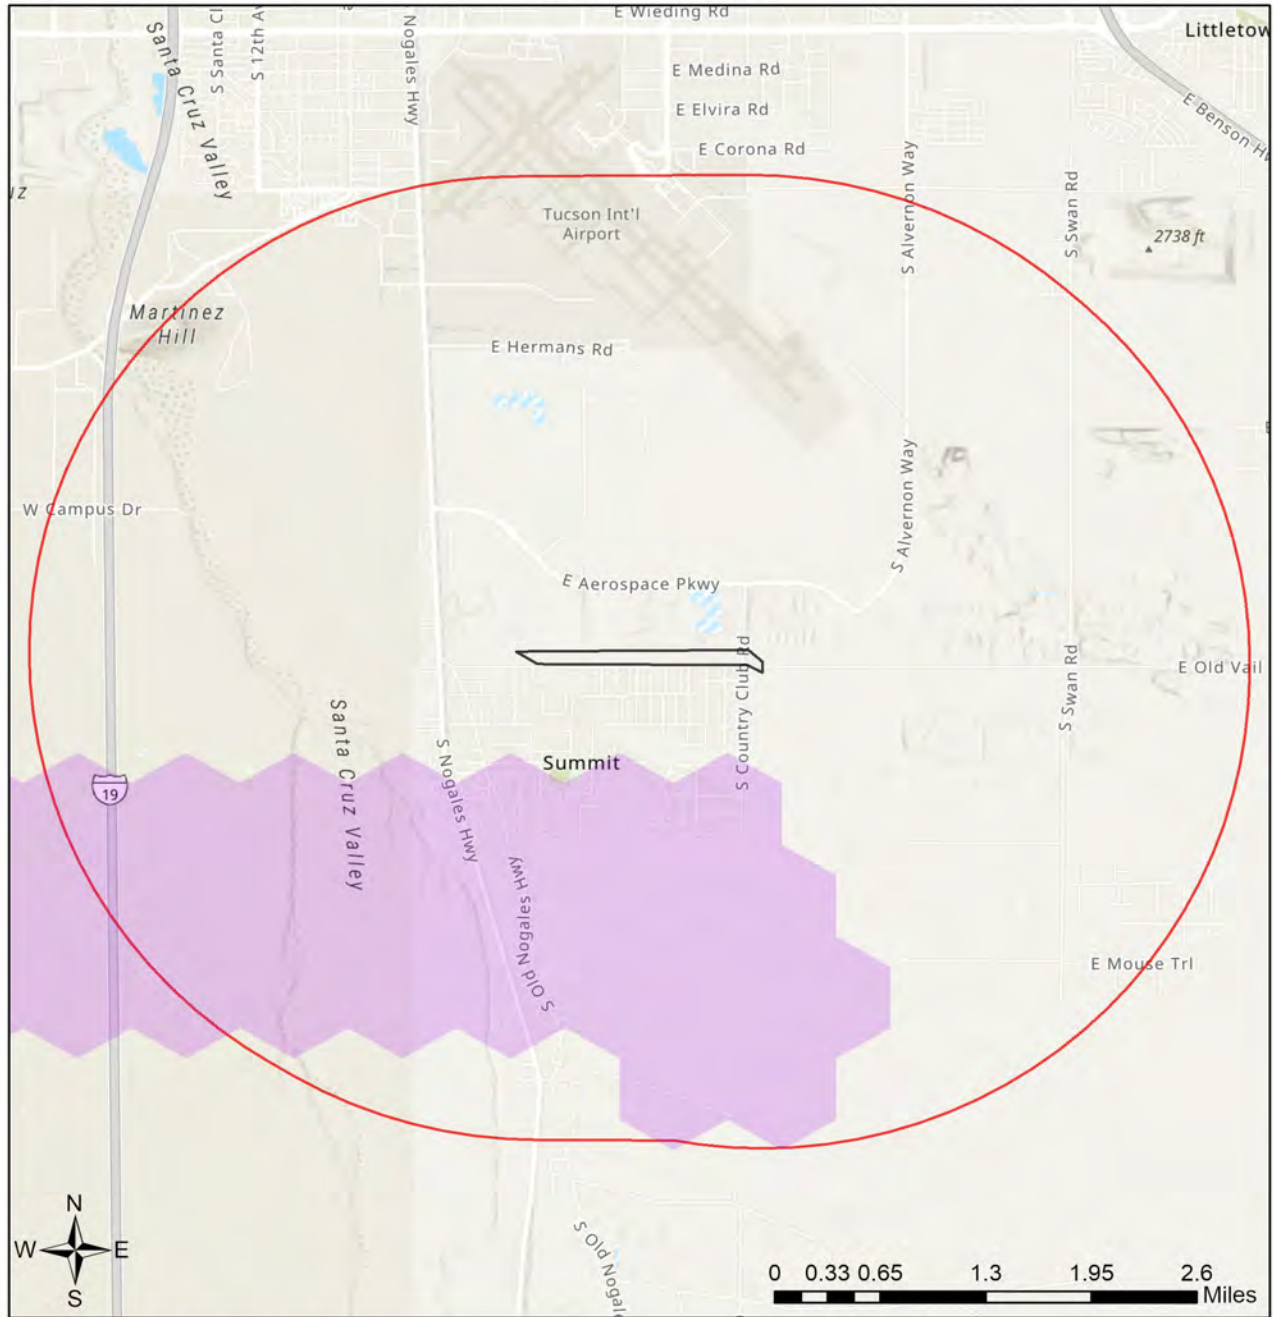 E Wieding Rd
Littletow
S Santa Cl
S 12th Av
Nogales Hwy
Santa Cruz Valley
E Medina Rd
E Elvira Rd
E Corona Rd
E Benson Hw
UZ
Tucson Int'l
Airport
S Alvernon Way
S Swan Rd
2738 ft
Martinez
Hill
E Hermans Rd
W Campus Dr
S Alvernon Way
E Aerospace Pkwy
S Country Club Rd
S Swan Rd
E Old Vail
Santa Cruz Valley
S Nogales Hwy
Summit
19
S Old Nogales Hwy
E Mouse Trl
S Old Nogale
N
W E
S
0 0.33 0.65 1.3 1.95 2.6
Miles